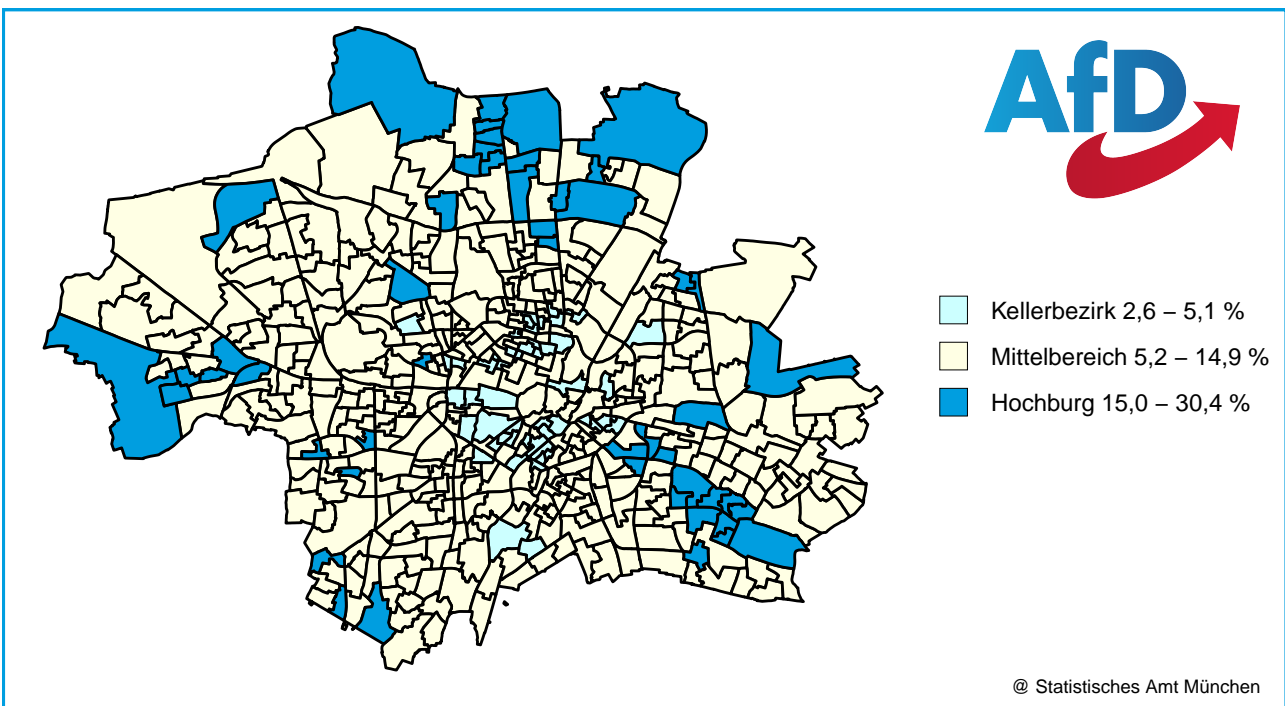 AfD
Kellerbezirk 2,6 – 5,1 %
Mittelbereich 5,2 – 14,9 %
Hochburg 15,0 – 30,4 %
@ Statistisches Amt München